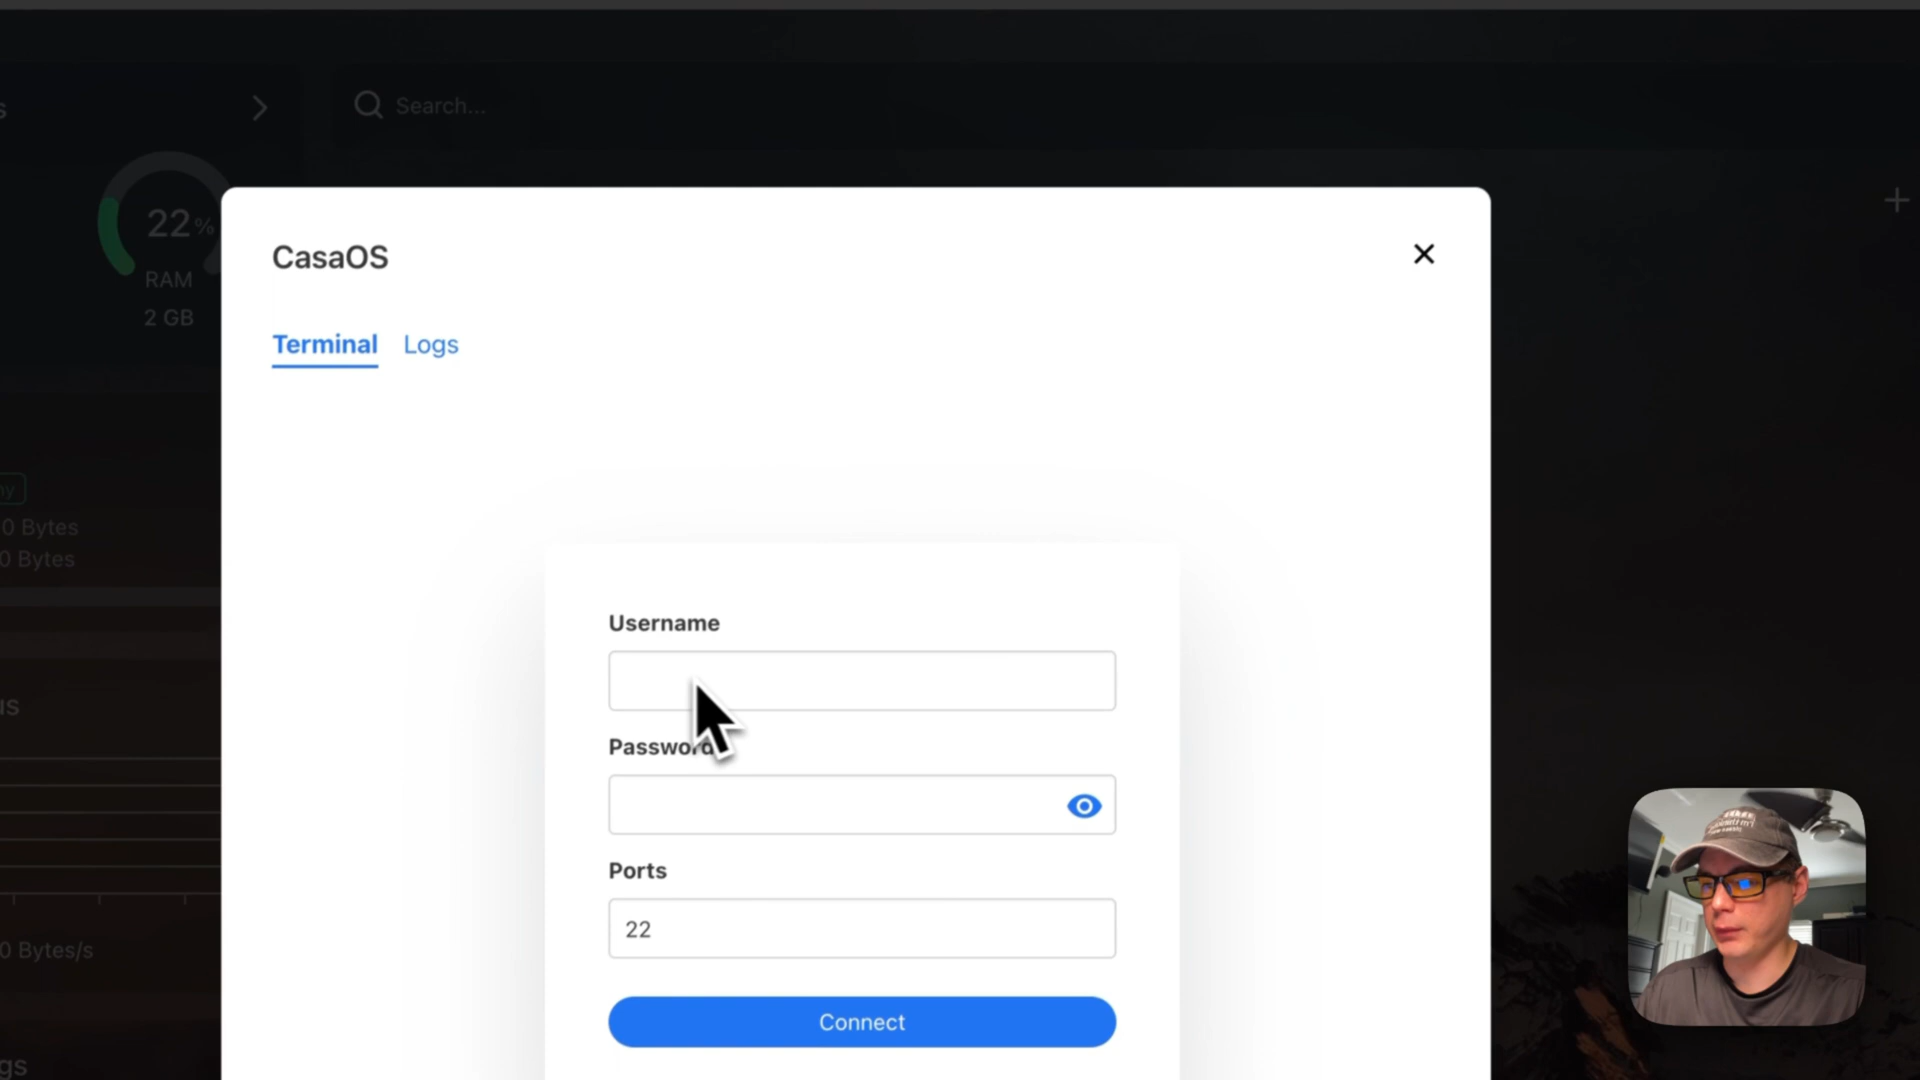 Search...
22%
RAM
2 GB
CasaOS
Terminal Logs
0 Bytes
0 Bytes
Username
Password
Ports
22
0 Bytes/s
Connect